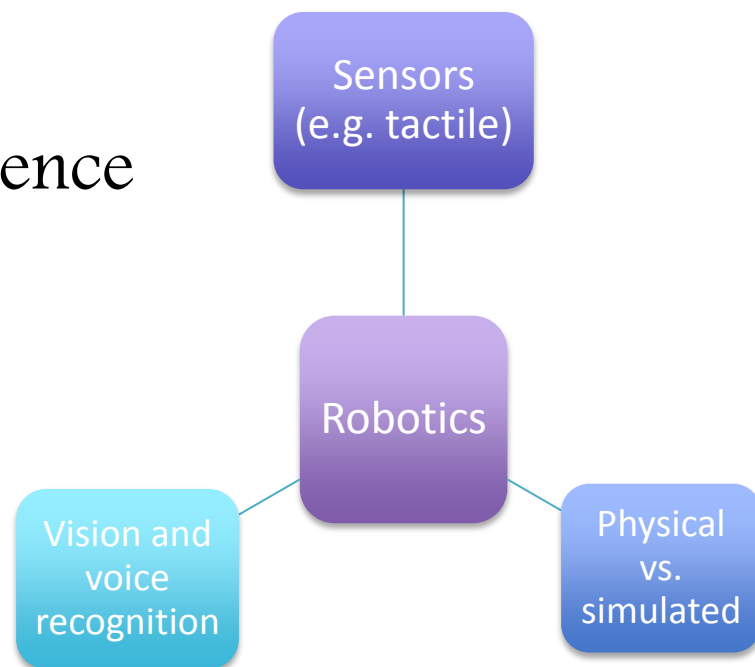 Sensors
(e.g. tactile)
ence
Robotics
Vision and
voice
recognition
Physical
vs.
simulated